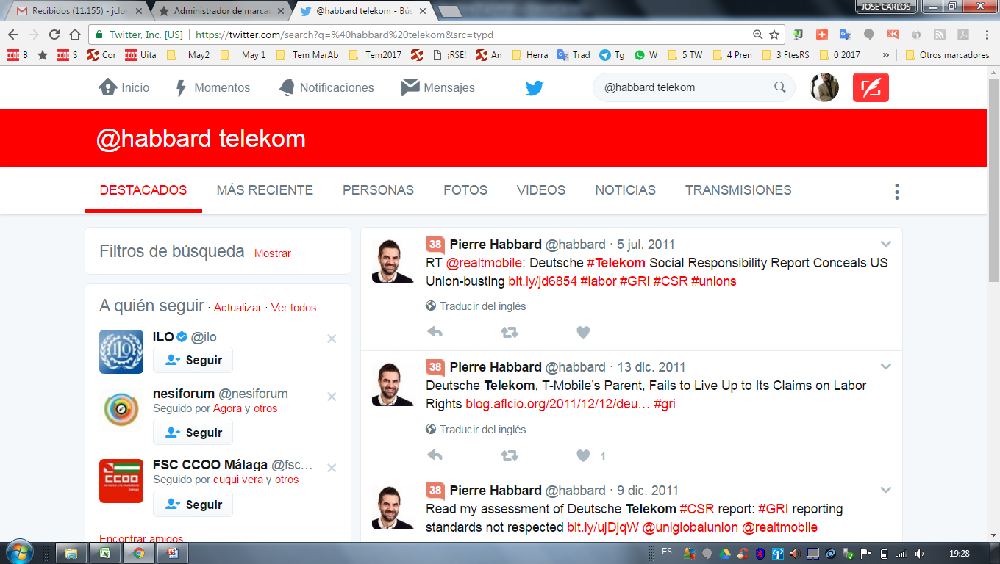 Recibidos (11.155) - jcloc
Administrador de marcad
@habbard telekom - Bús
JOSE CARLOS
Twitter, Inc. [US]
https://twitter.com/search?q=%40habbard%20telekom&src=typd
B
S
Cor
Uita
May2
May 1
Tem MarAb
Tem2017
¡RSE!
An
Herra
Trad
Tg
W
5 TW
4 Pren
3 FtesRS
0 2017
»
Otros marcadores
Inicio
Momentos
Notificaciones
Mensajes
@habbard telekom
@habbard telekom
DESTACADOS
MÁS RECIENTE
PERSONAS
FOTOS
VIDEOS
NOTICIAS
TRANSMISIONES
Filtros de búsqueda · Mostrar
A quién seguir · Actualizar · Ver todos
ILO @ilo
Seguir
nesiforum @nesiforum
Seguido por Agora y otros
Seguir
CCOO
FSC CCOO Málaga @fsc...
Seguido por cuqui vera y otros
Seguir
Encontrar amigos
38 Pierre Habbard @habbard · 5 jul. 2011
RT @realtmobile: Deutsche #Telekom Social Responsibility Report Conceals US
Union-busting bit.ly/jd6854 #labor #GRI #CSR #unions
Traducir del inglés
38 Pierre Habbard @habbard · 13 dic. 2011
Deutsche Telekom, T-Mobile's Parent, Fails to Live Up to Its Claims on Labor
Rights blog.aflcio.org/2011/12/12/deu… #gri
Traducir del inglés
1
38 Pierre Habbard @habbard · 9 dic. 2011
Read my assessment of Deutsche Telekom #CSR report: #GRI reporting
standards not respected bit.ly/ujDjqW @uniglobalunion @realtmobile
ES
19:28